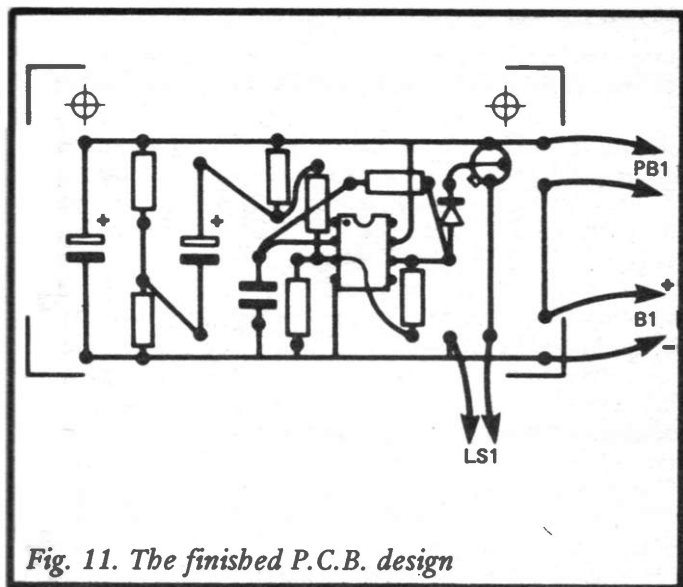 +
+
PB1
+
B1
-
LS1
Fig. 11. The finished P.C.B. design